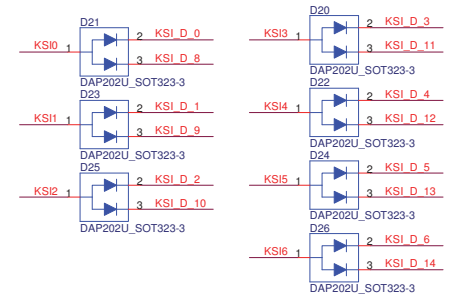 D21
KSI0 1
2 KSI_D_0
3 KSI_D_8
DAP202U_SOT323-3
D23
KSI1 1
2 KSI_D_1
3 KSI_D_9
DAP202U_SOT323-3
D25
KSI2 1
2 KSI_D_2
3 KSI_D_10
DAP202U_SOT323-3
D20
KSI3 1
2 KSI_D_3
3 KSI_D_11
DAP202U_SOT323-3
D22
KSI4 1
2 KSI_D_4
3 KSI_D_12
DAP202U_SOT323-3
D24
KSI5 1
2 KSI_D_5
3 KSI_D_13
DAP202U_SOT323-3
D26
KSI6 1
2 KSI_D_6
3 KSI_D_14
DAP202U_SOT323-3